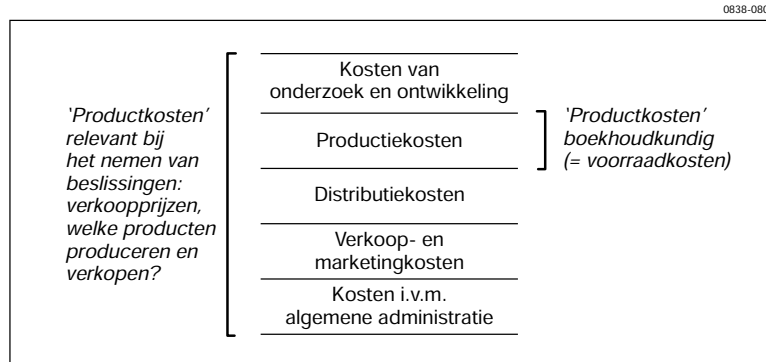 0838-080
Kosten van
onderzoek en ontwikkeling
‘Productkosten’
relevant bij
het nemen van
beslissingen:
verkoopprijzen,
welke producten
produceren en
verkopen?
Productiekosten
‘Productkosten’
boekhoudkundig
(= voorraadkosten)
Distributiekosten
Verkoop- en
marketingkosten
Kosten i.v.m.
algemene administratie